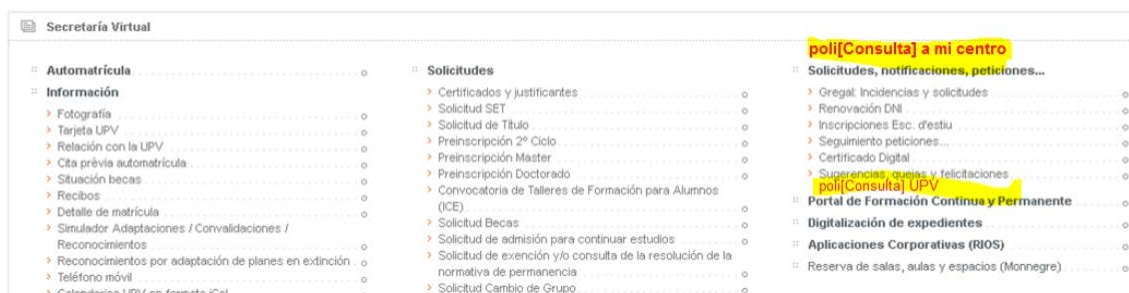 Secretaría Virtual
Automatrícula
Información
Fotografía
Tarjeta UPV
Relación con la UPV
Cita prèvia automatrícula
Situación becas
Recibos
Detalle de matrícula
Simulador Adaptaciones / Convalidaciones /
Reconocimientos
Reconocimientos por adaptación de planes en extinción
Teléfono móvil
Calendarios UPV en formato iCal
Solicitudes
Certificados y justificantes
Solicitud SET
Solicitud de Título
Preinscripción 2º Ciclo
Preinscripción Master
Preinscripción Doctorado
Convocatoria de Talleres de Formación para Alumnos
(ICE)
Solicitud Becas
Solicitud de admisión para continuar estudios
Solicitud de exención y/o consulta de la resolución de la
normativa de permanencia
Solicitud Cambio de Grupo
poli[Consulta] a mi centro
Solicitudes, notificaciones, peticiones...
Gregal: Incidencias y solicitudes
Renovación DNI
Inscripciones Esc. d'estiu
Seguimiento peticiones...
Certificado Digital
Sugerencias, quejas y felicitaciones
poli[Consulta] UPV
Portal de Formación Continua y Permanente
Digitalización de expedientes
Aplicaciones Corporativas (RIOS)
Reserva de salas, aulas y espacios (Monnegre)